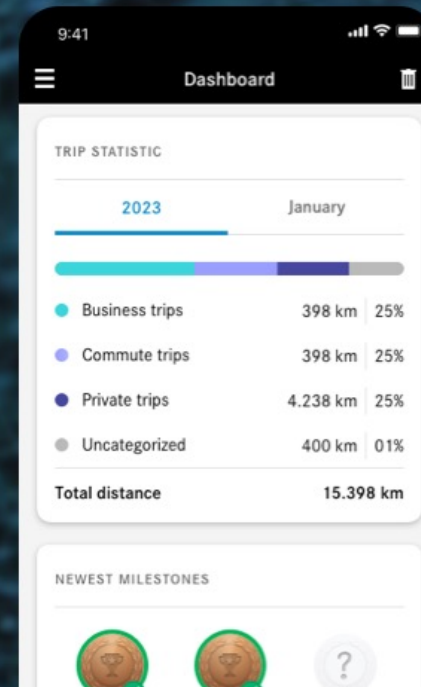 9:41
Dashboard
TRIP STATISTIC
2023 January
Business trips 398 km 25%
Commute trips 398 km 25%
Private trips 4.238 km 25%
Uncategorized 400 km 01%
Total distance 15.398 km
NEWEST MILESTONES
?